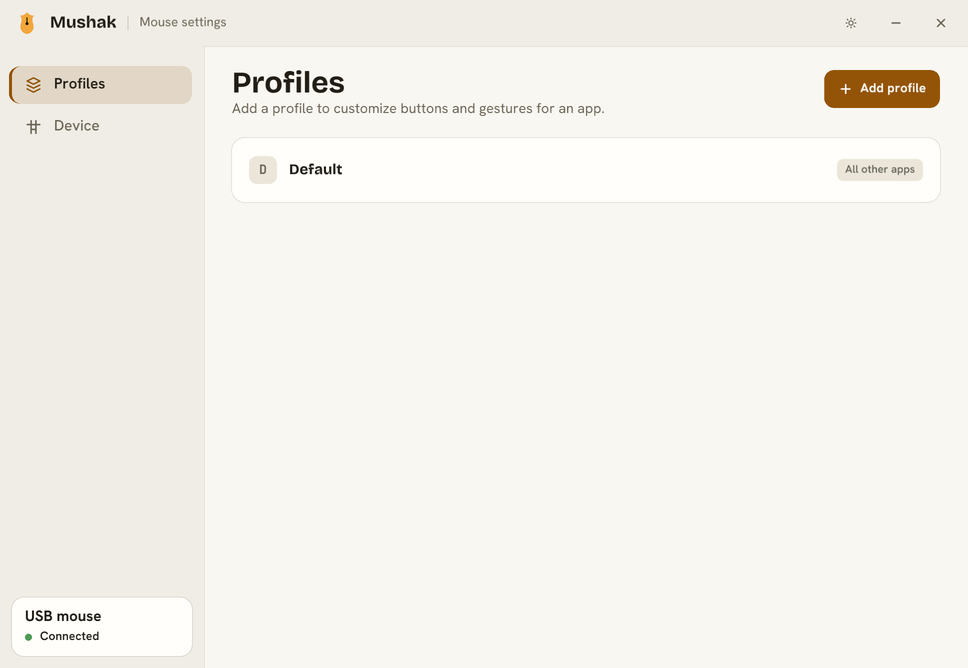 Mushak
Mouse settings
Profiles
Device
Profiles
Add a profile to customize buttons and gestures for an app.
Add profile
D
Default
All other apps
USB mouse
Connected